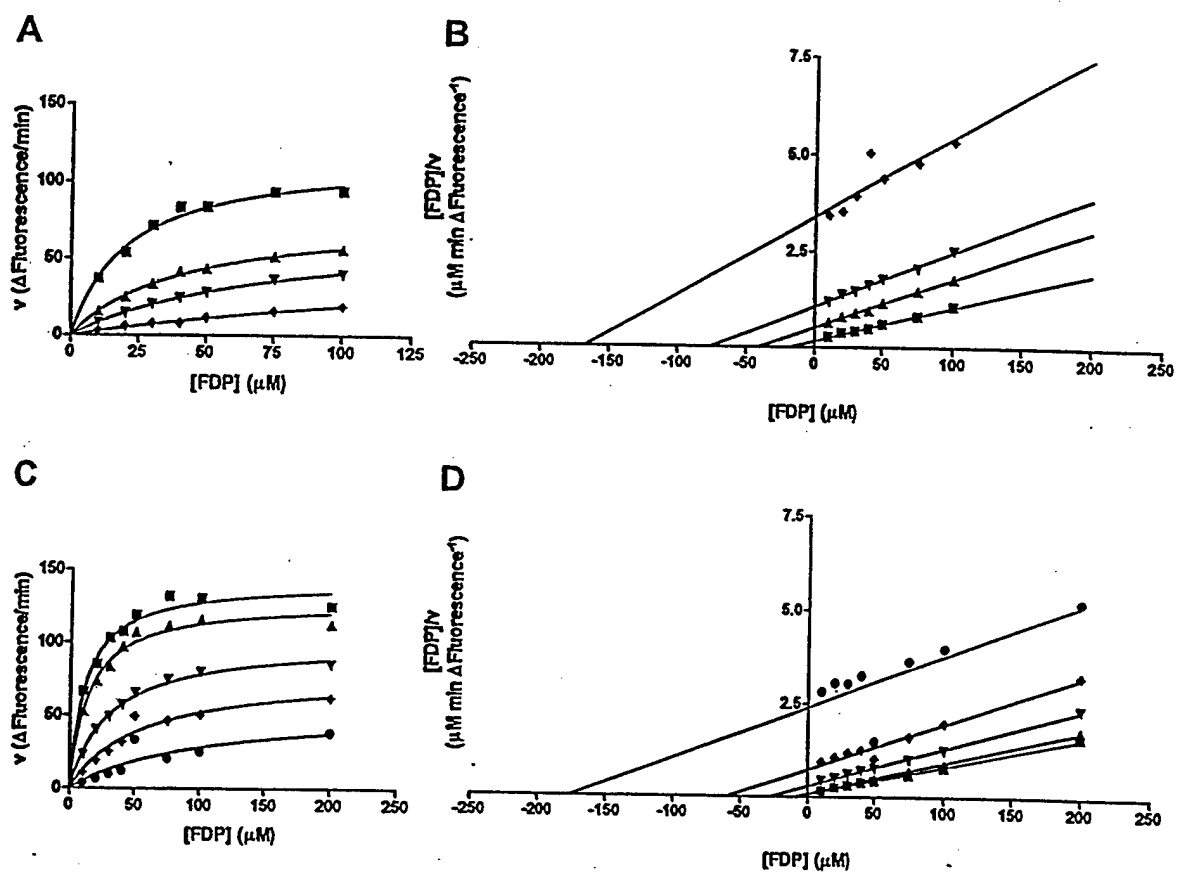 A
v (ΔFluorescence/min)
150
100
50
0
0 25 50 75 100 125
[FDP] (μM)
B
[FDP]/v
(μM min ΔFluorescence⁻¹)
7.5
5.0
2.5
-250 -200 -150 -100 -50 0 50 100 150 200 250
[FDP] (μM)
C
v (ΔFluorescence/min)
150
100
50
0
0 50 100 150 200 250
[FDP] (μM)
D
[FDP]/v
(μM min ΔFluorescence⁻¹)
7.5
5.0
2.5
-250 -200 -150 -100 -50 0 50 100 150 200 250
[FDP] (μM)